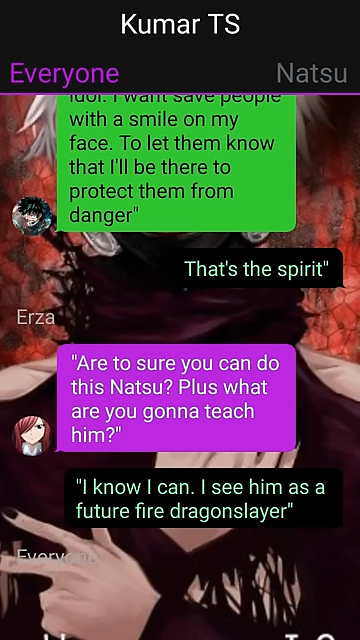 Kumar TS
Everyone
Natsu
idol. I want save people
with a smile on my
face. To let them know
that I'll be there to
protect them from
danger"
That's the spirit"
Erza
"Are to sure you can do
this Natsu? Plus what
are you gonna teach
him?"
"I know I can. I see him as a
future fire dragonslayer"
Everyone